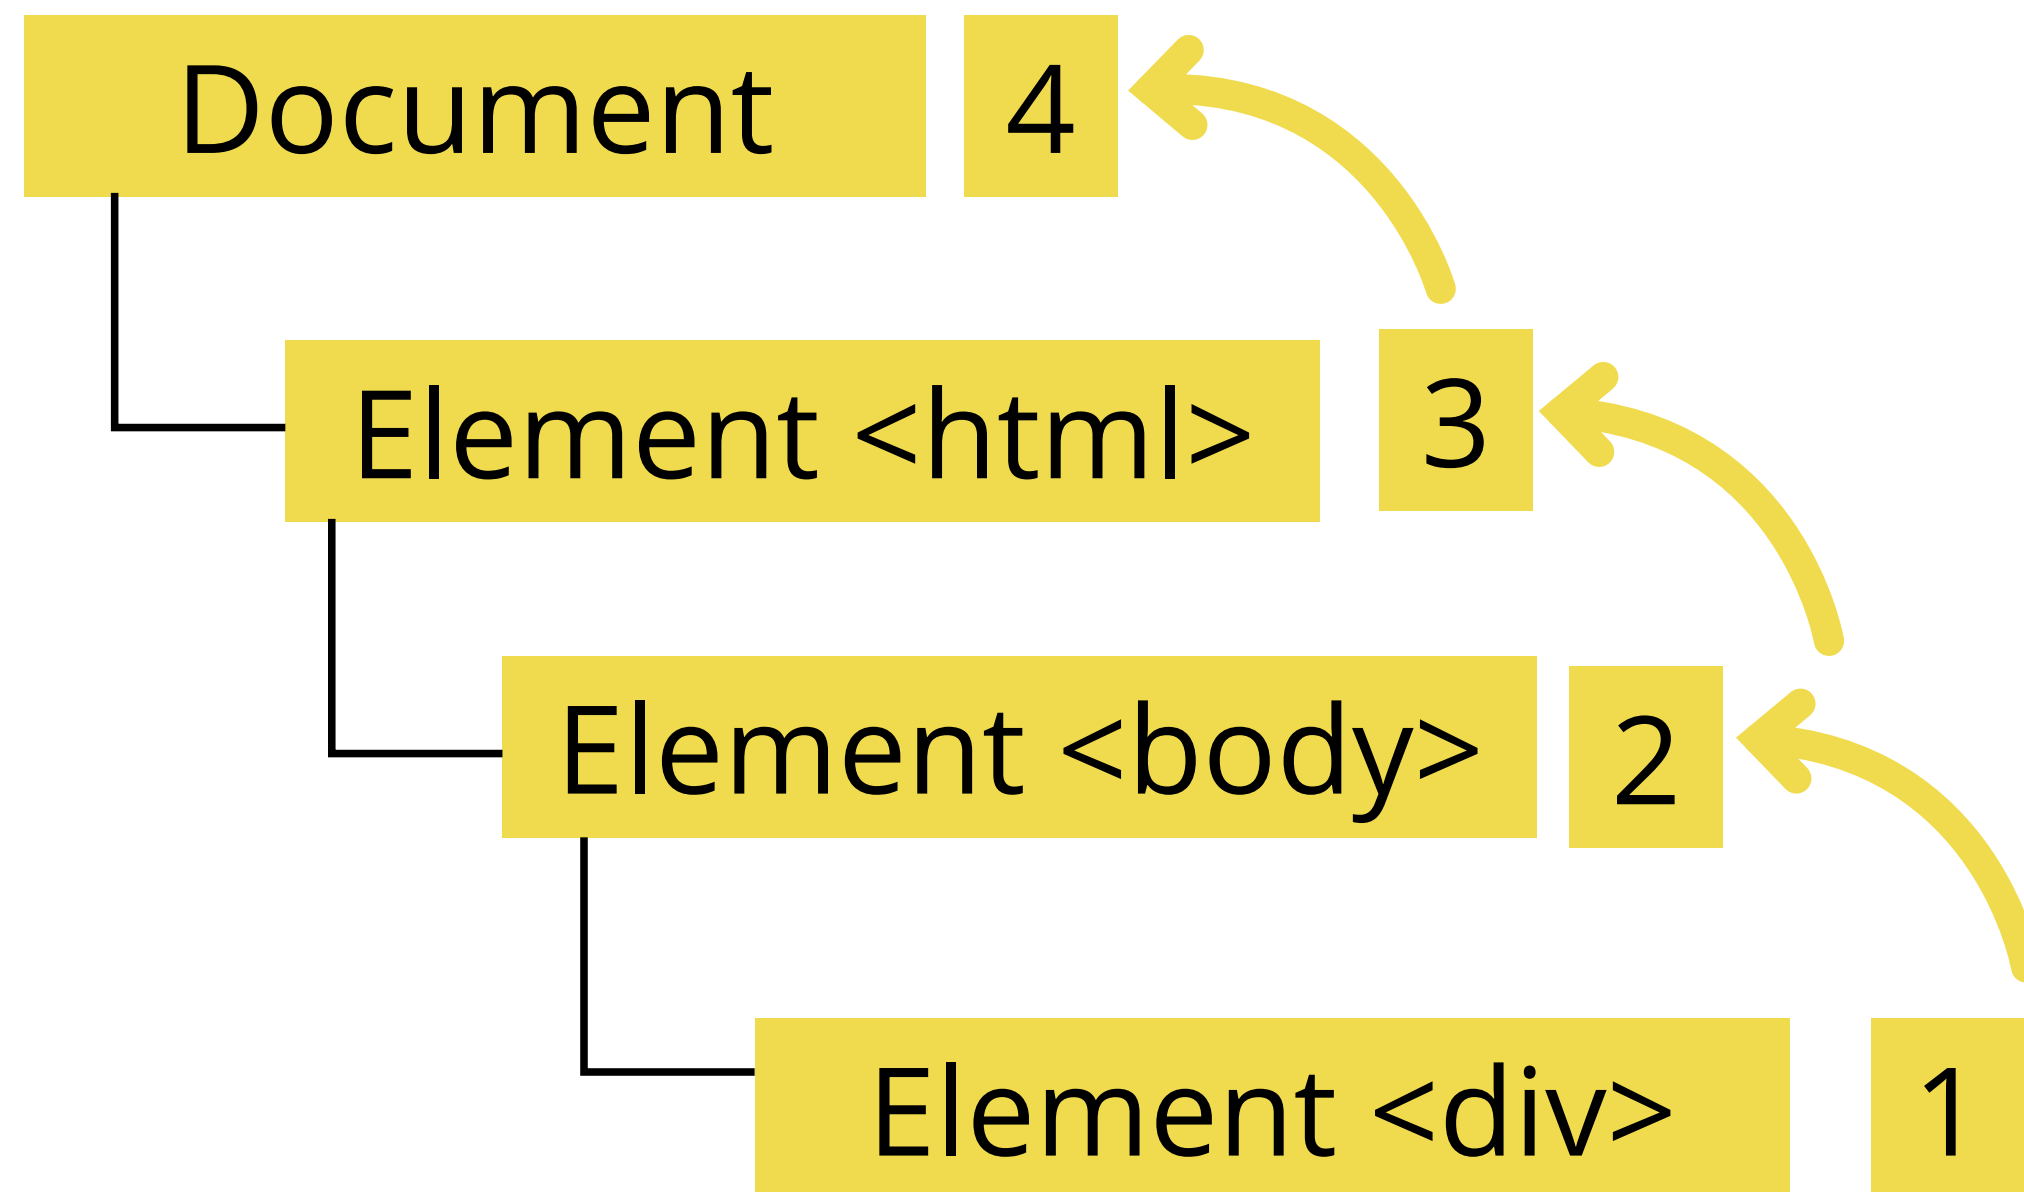 Document 4
Element <html> 3
Element <body> 2
Element <div> 1